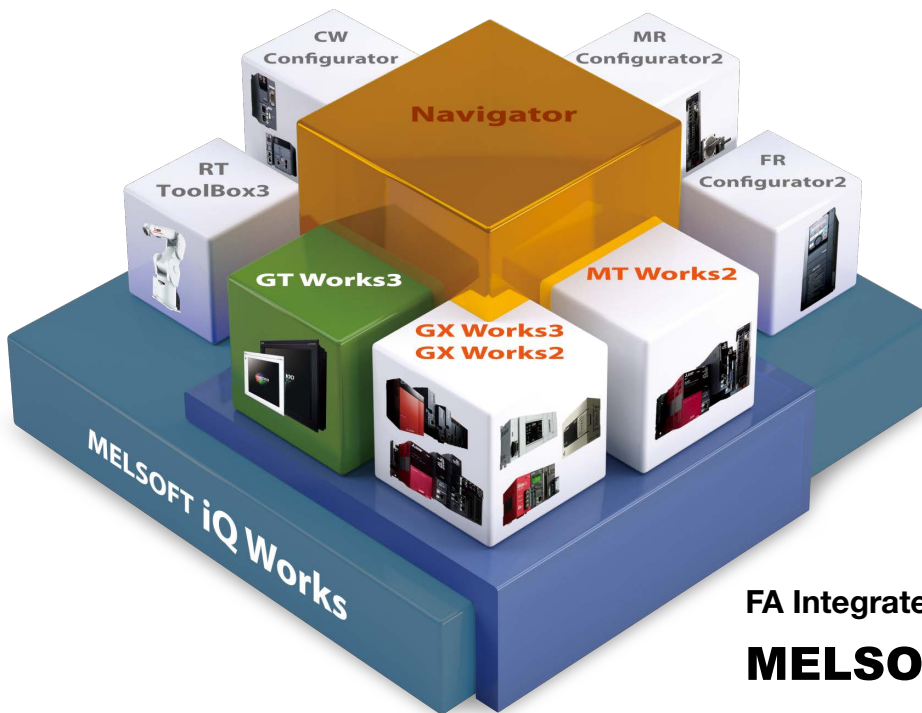 CW
Configurator
MR
Configurator2
Navigator
RT
ToolBox3
FR
Configurator2
GT Works3
MT Works2
GX Works3
GX Works2
MELSOFT iQ Works
FA Integrate
MELSO